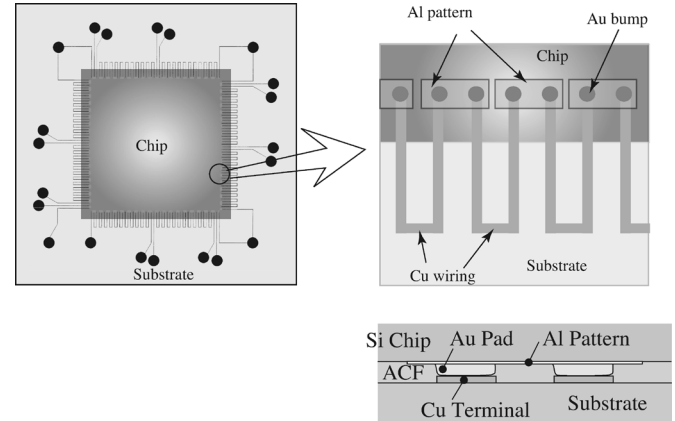 Chip
Substrate
Al pattern
Au bump
Chip
Cu wiring
Substrate
Si Chip
Au Pad
Al Pattern
ACF
Cu Terminal
Substrate